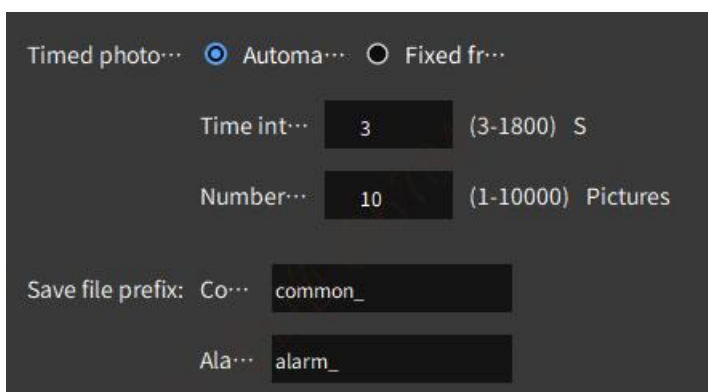 Timed photo··· Automa··· Fixed fr···
Time int··· 3 (3-1800) S
Number··· 10 (1-10000) Pictures
Save file prefix: Co··· common_
Ala··· alarm_